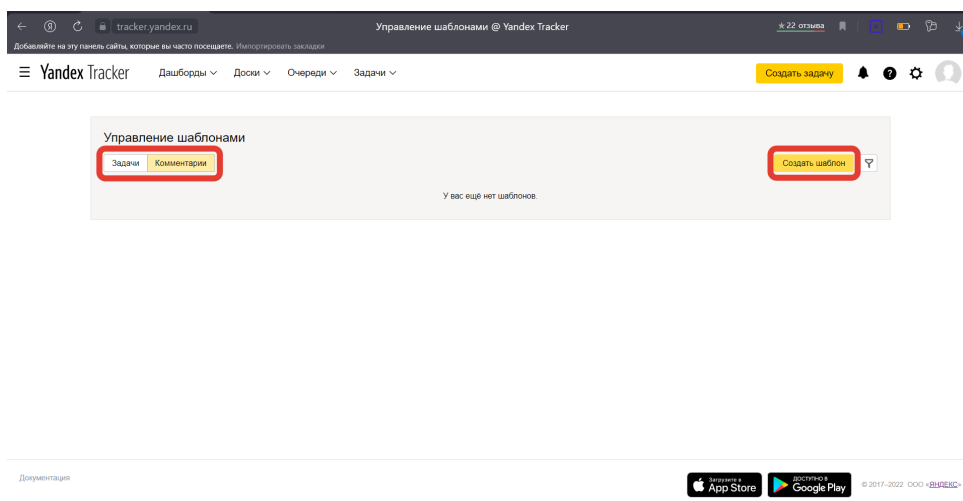 tracker.yandex.ru Управление шаблонами @ Yandex Tracker ★ 22 отзыва
Добавляйте на эту панель сайты, которые вы часто посещаете. Импортировать закладки
Yandex Tracker Дашборды Доски Очереди Задачи Создать задачу
Управление шаблонами
Задачи Комментарии Создать шаблон
У вас ещё нет шаблонов.
Документация Загрузите в App Store ДОСТУПНО В Google Play © 2017–2022 ООО «ЯНДЕКС»